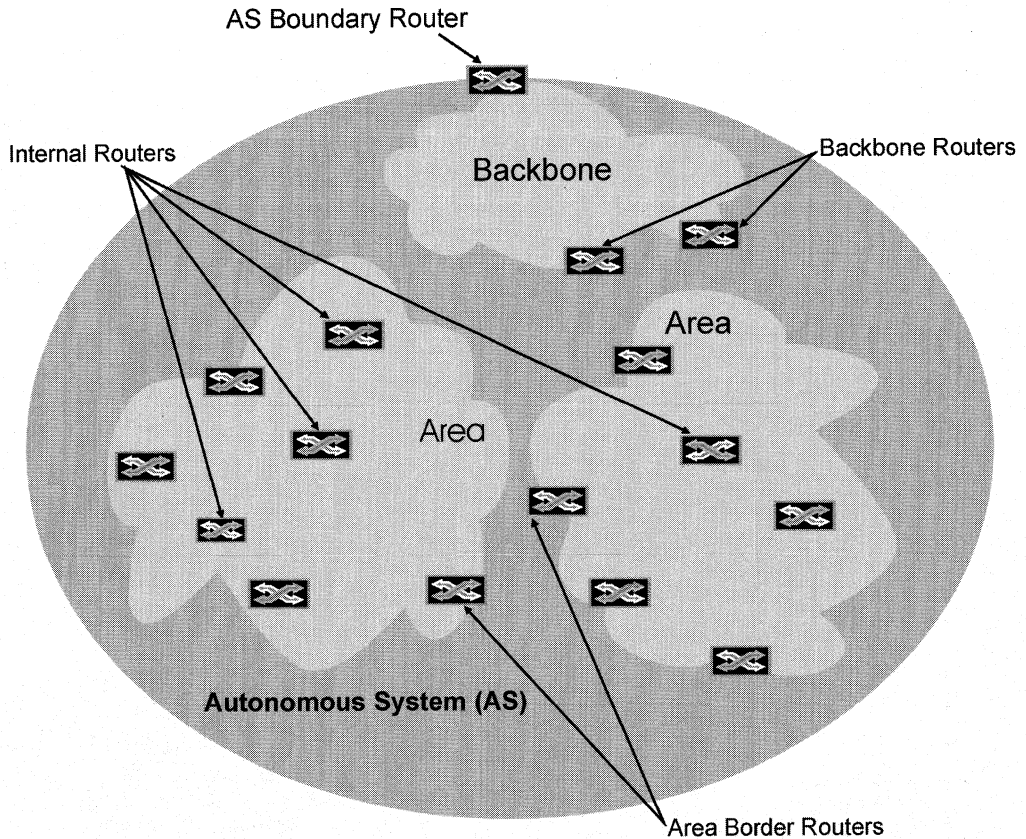 AS Boundary Router
Internal Routers
Backbone
Backbone Routers
Area
Area
Autonomous System (AS)
Area Border Routers